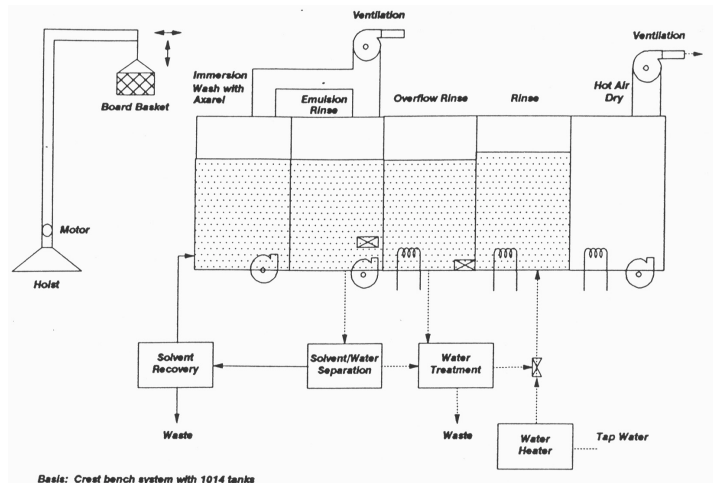 Ventilation
Ventilation
Immersion
Wash with
Axarel
Emulsion
Rinse
Overflow Rinse
Rinse
Hot Air
Dry
Board Basket
Motor
Hoist
Solvent
Recovery
Solvent/Water
Separation
Water
Treatment
Waste
Waste
Water
Heater
Tap Water
Basis: Crest bench system with 1014 tanks